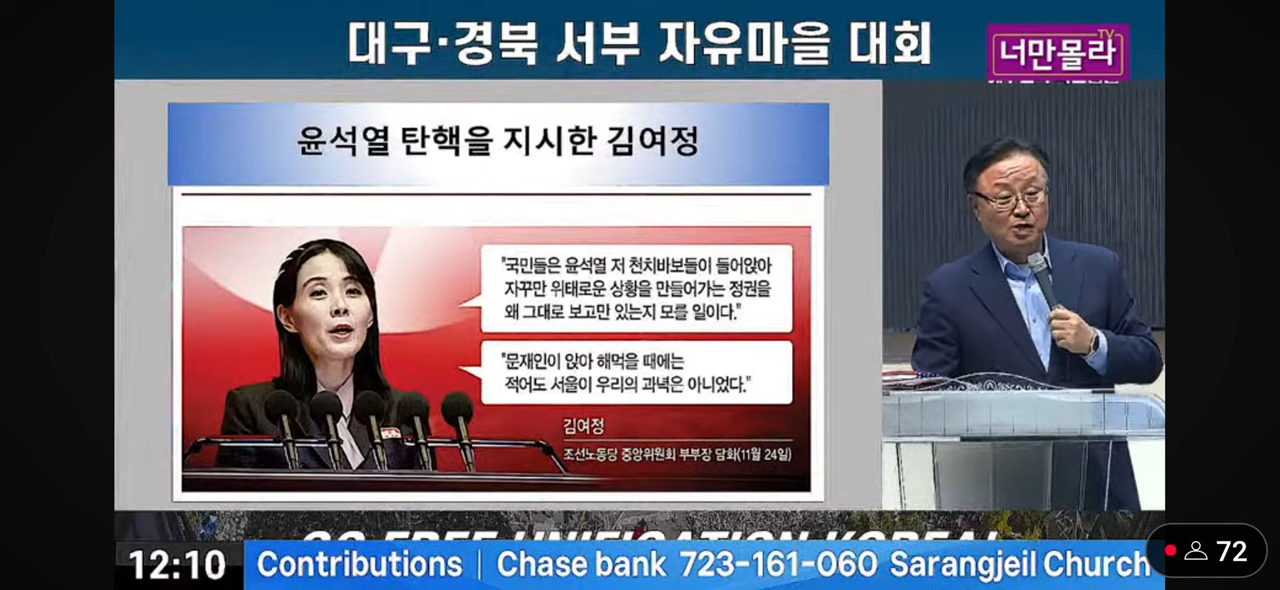 대구·경북 서부 자유마을 대회
너만몰라
TV
윤석열 탄핵을 지시한 김여정
"국민들은 윤석열 저 천치바보들이 들어앉아
자꾸만 위태로운 상황을 만들어가는 정권을
왜 그대로 보고만 있는지 모를 일이다."
"문재인이 앉아 해먹을 때에는
적어도 서울이 우리의 과녁은 아니었다."
김여정
조선노동당 중앙위원회 부부장 담화(11월 24일)
GO FREE UNIFICATION KOREA!
12:10
Contributions | Chase bank 723-161-060 Sarangjeil Church
72